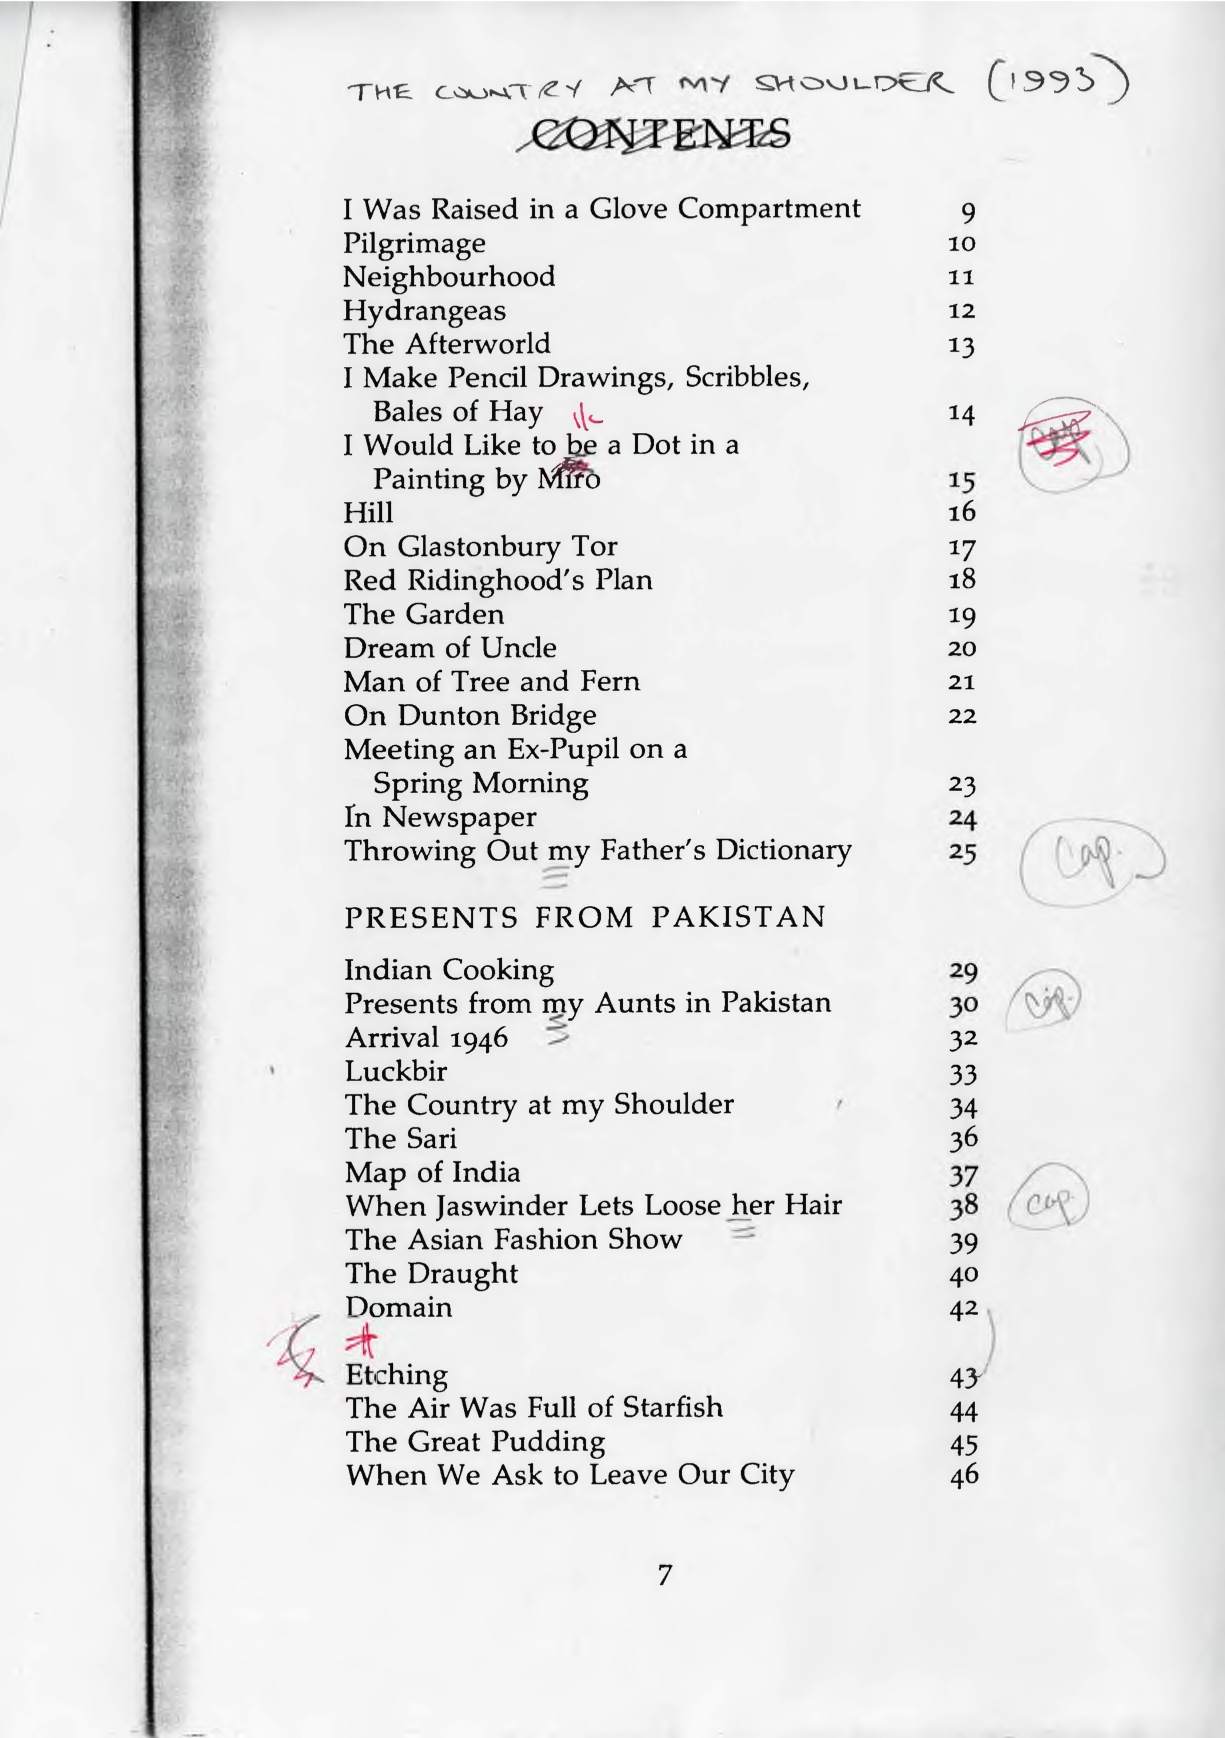 THE COUNTRY AT MY SHOULDER (1993)
CONTENTS
I Was Raised in a Glove Compartment 9
Pilgrimage 10
Neighbourhood 11
Hydrangeas 12
The Afterworld 13
I Make Pencil Drawings, Scribbles,
Bales of Hay 14
I Would Like to be a Dot in a
Painting by Miro 15
Hill 16
On Glastonbury Tor 17
Red Ridinghood's Plan 18
The Garden 19
Dream of Uncle 20
Man of Tree and Fern 21
On Dunton Bridge 22
Meeting an Ex-Pupil on a
Spring Morning 23
In Newspaper 24
Throwing Out my Father's Dictionary 25 Cap.
PRESENTS FROM PAKISTAN
Indian Cooking 29
Presents from my Aunts in Pakistan 30 Cap.
Arrival 1946 32
Luckbir 33
The Country at my Shoulder 34
The Sari 36
Map of India 37
When Jaswinder Lets Loose her Hair 38 cap.
The Asian Fashion Show 39
The Draught 40
Domain 42
#
Etching 43
The Air Was Full of Starfish 44
The Great Pudding 45
When We Ask to Leave Our City 46
7